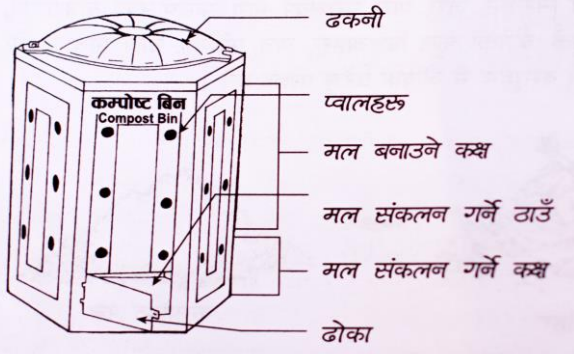 ढकनी
कम्पोष्ट बिन
Compost Bin
प्वालहरु
मल बनाउने कक्ष
मल संकलन गर्ने ठाउँ
मल संकलन गर्ने कक्ष
ढोका